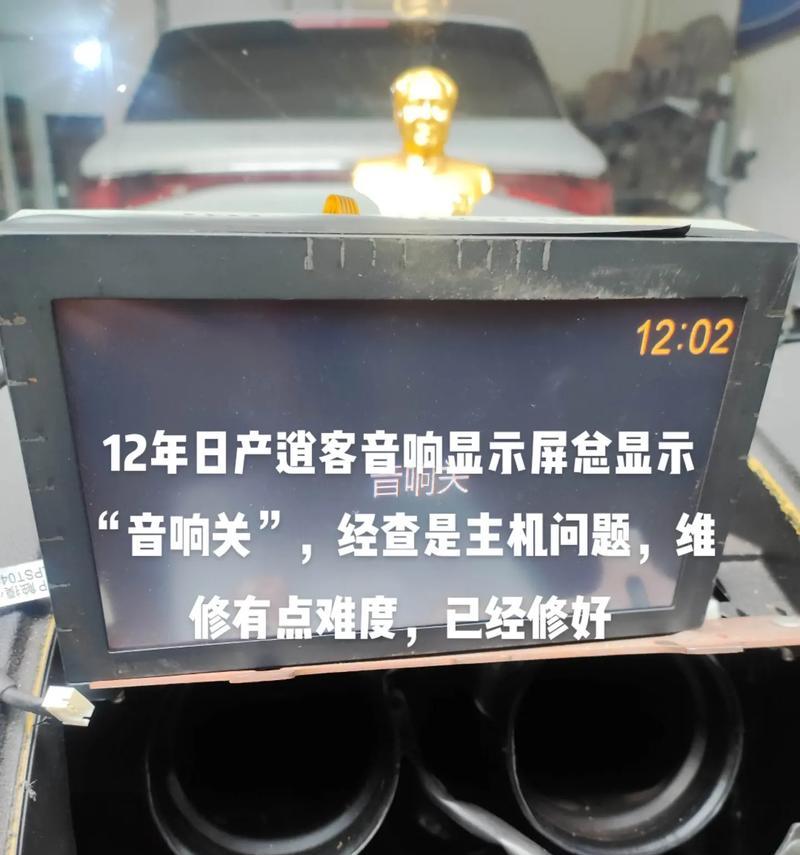 12:02
12年日产逍客音响显示屏总显示
音响关
“音响关”，经查是主机问题，维
修有点难度，已经修好